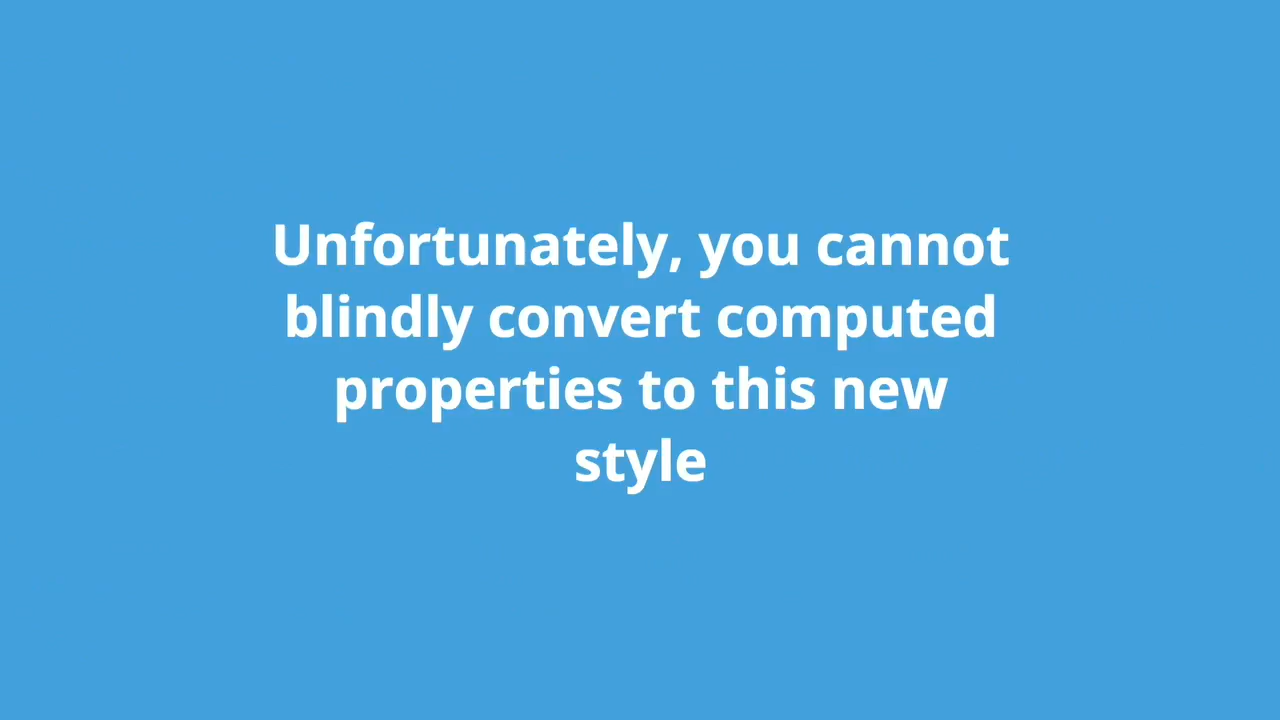 Unfortunately, you cannot
blindly convert computed
properties to this new
style